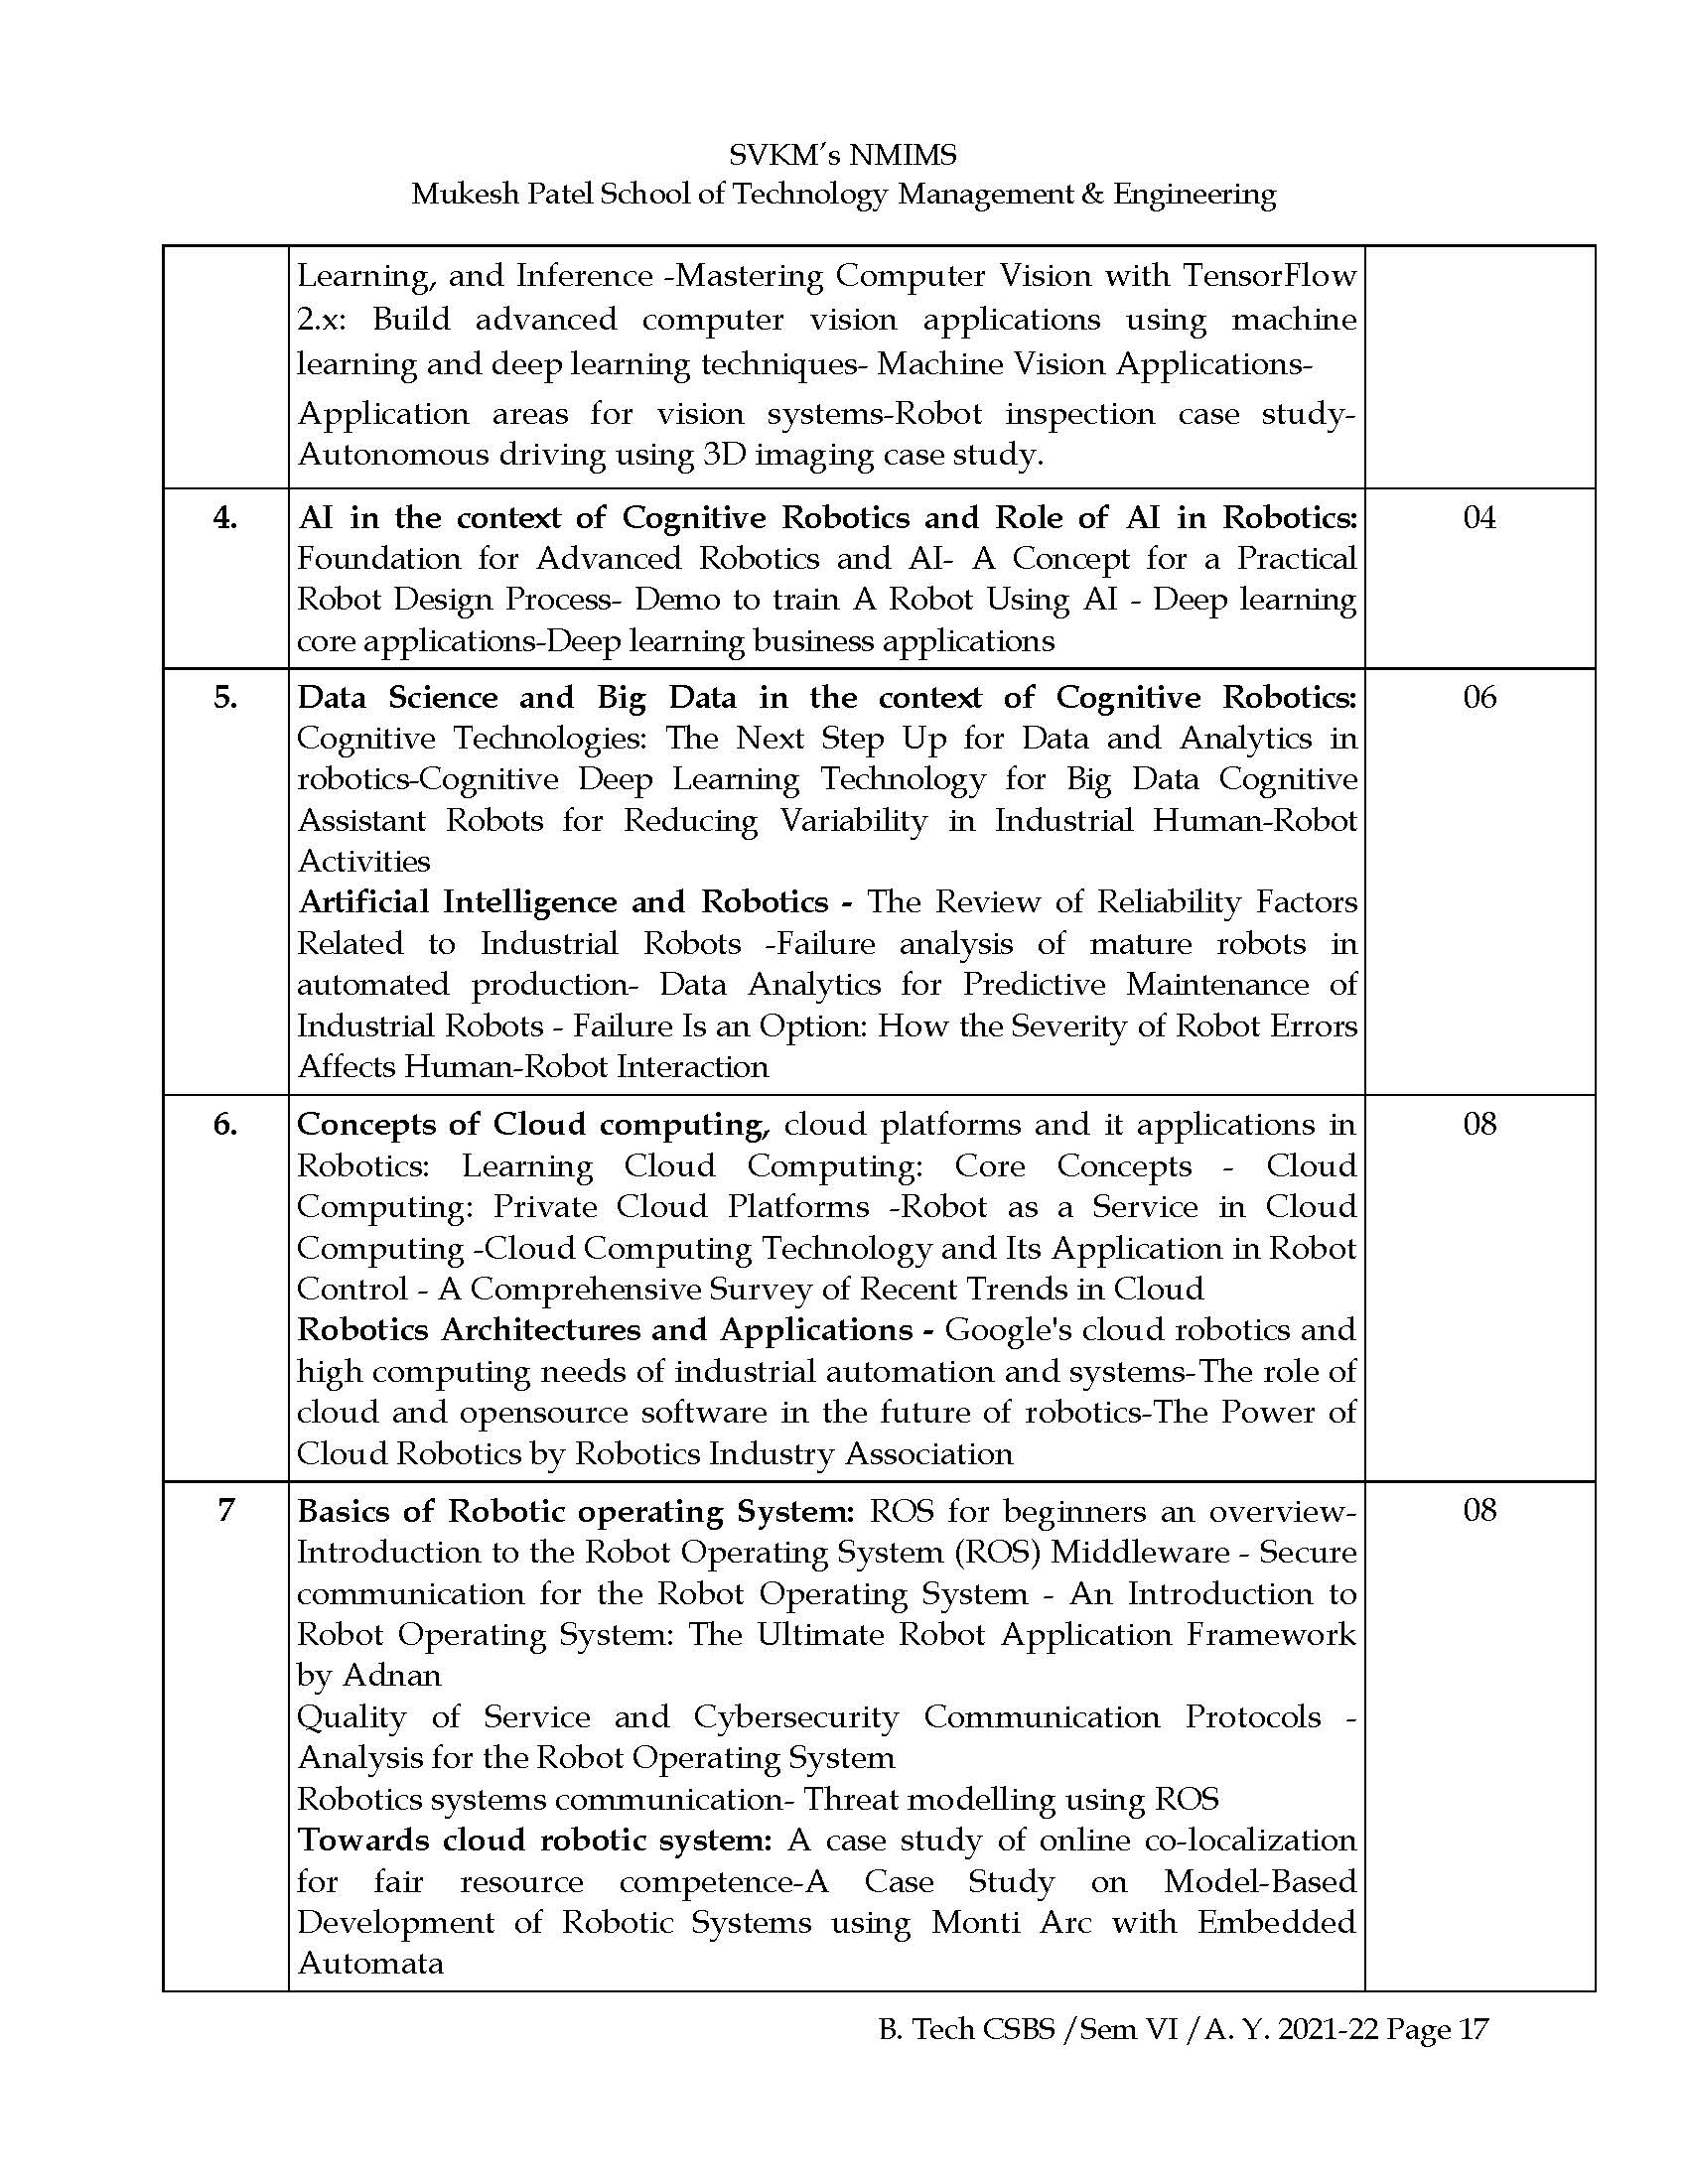 SVKM's NMIMS
Mukesh Patel School of Technology Management & Engineering
Learning, and Inference -Mastering Computer Vision with TensorFlow
2.x: Build advanced computer vision applications using machine
learning and deep learning techniques- Machine Vision Applications-
Application areas for vision systems-Robot inspection case study-
Autonomous driving using 3D imaging case study.
4. AI in the context of Cognitive Robotics and Role of AI in Robotics: 04
Foundation for Advanced Robotics and AI- A Concept for a Practical
Robot Design Process- Demo to train A Robot Using AI - Deep learning
core applications-Deep learning business applications
5. Data Science and Big Data in the context of Cognitive Robotics: 06
Cognitive Technologies: The Next Step Up for Data and Analytics in
robotics-Cognitive Deep Learning Technology for Big Data Cognitive
Assistant Robots for Reducing Variability in Industrial Human-Robot
Activities
Artificial Intelligence and Robotics - The Review of Reliability Factors
Related to Industrial Robots -Failure analysis of mature robots in
automated production- Data Analytics for Predictive Maintenance of
Industrial Robots - Failure Is an Option: How the Severity of Robot Errors
Affects Human-Robot Interaction
6. Concepts of Cloud computing, cloud platforms and it applications in 08
Robotics: Learning Cloud Computing: Core Concepts - Cloud
Computing: Private Cloud Platforms -Robot as a Service in Cloud
Computing -Cloud Computing Technology and Its Application in Robot
Control - A Comprehensive Survey of Recent Trends in Cloud
Robotics Architectures and Applications - Google's cloud robotics and
high computing needs of industrial automation and systems-The role of
cloud and opensource software in the future of robotics-The Power of
Cloud Robotics by Robotics Industry Association
7 Basics of Robotic operating System: ROS for beginners an overview- 08
Introduction to the Robot Operating System (ROS) Middleware - Secure
communication for the Robot Operating System - An Introduction to
Robot Operating System: The Ultimate Robot Application Framework
by Adnan
Quality of Service and Cybersecurity Communication Protocols -
Analysis for the Robot Operating System
Robotics systems communication- Threat modelling using ROS
Towards cloud robotic system: A case study of online co-localization
for fair resource competence-A Case Study on Model-Based
Development of Robotic Systems using Monti Arc with Embedded
Automata
B. Tech CSBS /Sem VI /A. Y. 2021-22 Page 17